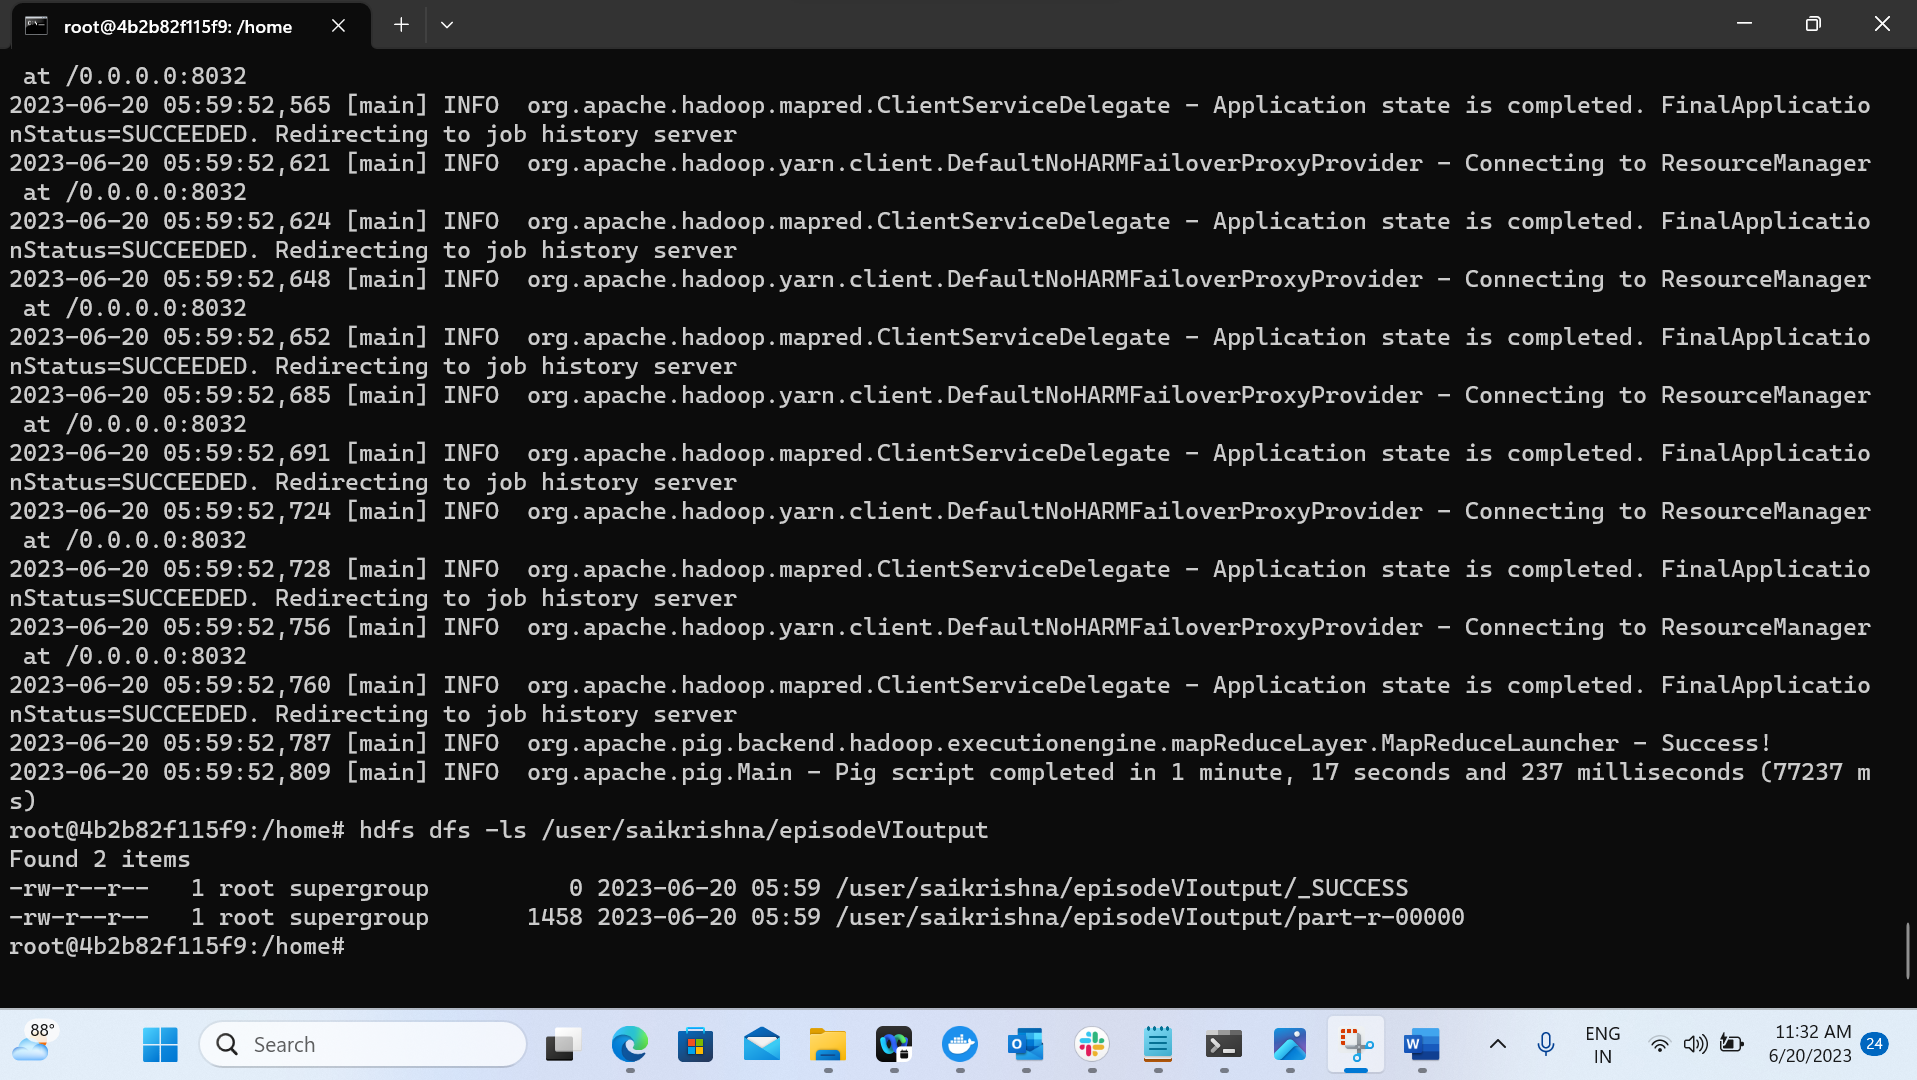 root@4b2b82f115f9: /home
 at /0.0.0.0:8032
2023-06-20 05:59:52,565 [main] INFO  org.apache.hadoop.mapred.ClientServiceDelegate - Application state is completed. FinalApplicatio
nStatus=SUCCEEDED. Redirecting to job history server
2023-06-20 05:59:52,621 [main] INFO  org.apache.hadoop.yarn.client.DefaultNoHARMFailoverProxyProvider - Connecting to ResourceManager
 at /0.0.0.0:8032
2023-06-20 05:59:52,624 [main] INFO  org.apache.hadoop.mapred.ClientServiceDelegate - Application state is completed. FinalApplicatio
nStatus=SUCCEEDED. Redirecting to job history server
2023-06-20 05:59:52,648 [main] INFO  org.apache.hadoop.yarn.client.DefaultNoHARMFailoverProxyProvider - Connecting to ResourceManager
 at /0.0.0.0:8032
2023-06-20 05:59:52,652 [main] INFO  org.apache.hadoop.mapred.ClientServiceDelegate - Application state is completed. FinalApplicatio
nStatus=SUCCEEDED. Redirecting to job history server
2023-06-20 05:59:52,685 [main] INFO  org.apache.hadoop.yarn.client.DefaultNoHARMFailoverProxyProvider - Connecting to ResourceManager
 at /0.0.0.0:8032
2023-06-20 05:59:52,691 [main] INFO  org.apache.hadoop.mapred.ClientServiceDelegate - Application state is completed. FinalApplicatio
nStatus=SUCCEEDED. Redirecting to job history server
2023-06-20 05:59:52,724 [main] INFO  org.apache.hadoop.yarn.client.DefaultNoHARMFailoverProxyProvider - Connecting to ResourceManager
 at /0.0.0.0:8032
2023-06-20 05:59:52,728 [main] INFO  org.apache.hadoop.mapred.ClientServiceDelegate - Application state is completed. FinalApplicatio
nStatus=SUCCEEDED. Redirecting to job history server
2023-06-20 05:59:52,756 [main] INFO  org.apache.hadoop.yarn.client.DefaultNoHARMFailoverProxyProvider - Connecting to ResourceManager
 at /0.0.0.0:8032
2023-06-20 05:59:52,760 [main] INFO  org.apache.hadoop.mapred.ClientServiceDelegate - Application state is completed. FinalApplicatio
nStatus=SUCCEEDED. Redirecting to job history server
2023-06-20 05:59:52,787 [main] INFO  org.apache.pig.backend.hadoop.executionengine.mapReduceLayer.MapReduceLauncher - Success!
2023-06-20 05:59:52,809 [main] INFO  org.apache.pig.Main - Pig script completed in 1 minute, 17 seconds and 237 milliseconds (77237 m
s)
root@4b2b82f115f9:/home# hdfs dfs -ls /user/saikrishna/episodeVIoutput
Found 2 items
-rw-r--r--   1 root supergroup          0 2023-06-20 05:59 /user/saikrishna/episodeVIoutput/_SUCCESS
-rw-r--r--   1 root supergroup       1458 2023-06-20 05:59 /user/saikrishna/episodeVIoutput/part-r-00000
root@4b2b82f115f9:/home#
88°
Search
ENG
IN
11:32 AM
6/20/2023
24